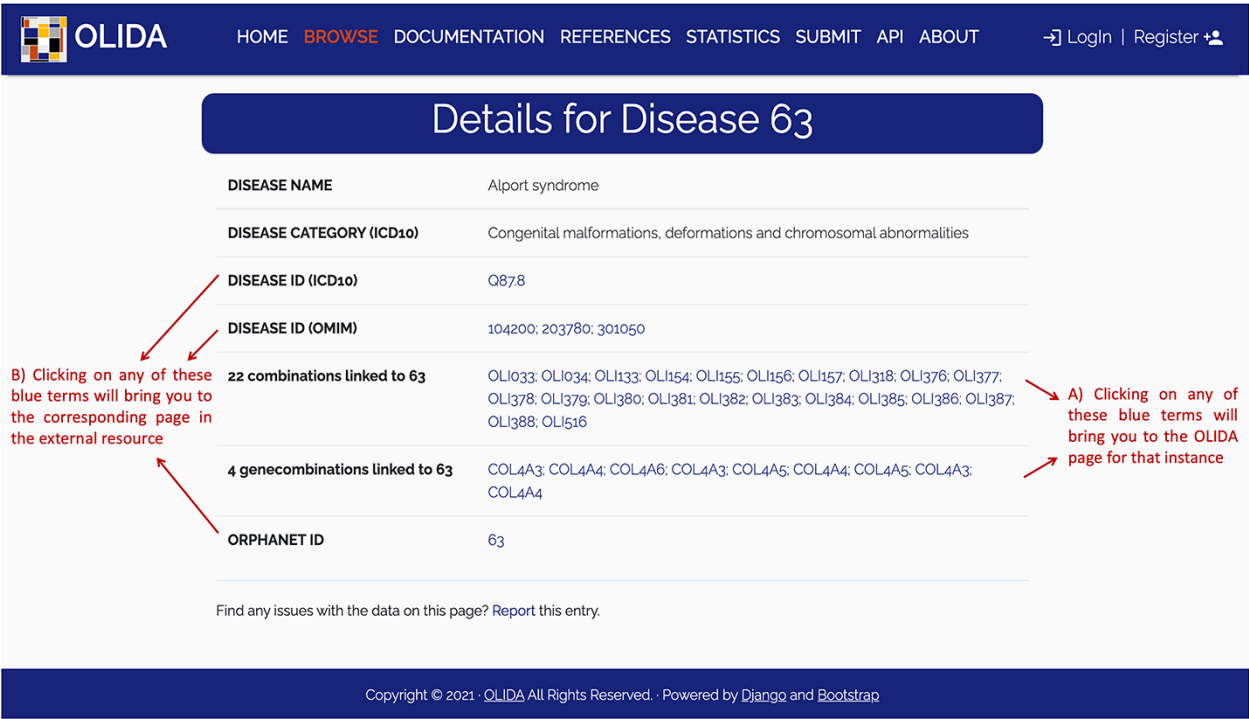 OLIDA
HOME BROWSE DOCUMENTATION REFERENCES STATISTICS SUBMIT API ABOUT
LogIn | Register
Details for Disease 63
DISEASE NAME Alport syndrome
DISEASE CATEGORY (ICD10) Congenital malformations, deformations and chromosomal abnormalities
DISEASE ID (ICD10) Q87.8
DISEASE ID (OMIM) 104200; 203780; 301050
22 combinations linked to 63 OLI033; OLI034; OLI133; OLI154; OLI155; OLI156; OLI157; OLI318; OLI376; OLI377;
OLI378; OLI379; OLI380; OLI381; OLI382; OLI383; OLI384; OLI385; OLI386; OLI387;
OLI388; OLI516
4 genecombinations linked to 63 COL4A3; COL4A4; COL4A6; COL4A3; COL4A5; COL4A4; COL4A5; COL4A3;
COL4A4
ORPHANET ID 63
B) Clicking on any of these
blue terms will bring you to
the corresponding page in
the external resource
A) Clicking on any of
these blue terms will
bring you to the OLIDA
page for that instance
Find any issues with the data on this page? Report this entry.
Copyright © 2021 · OLIDA All Rights Reserved. · Powered by Django and Bootstrap